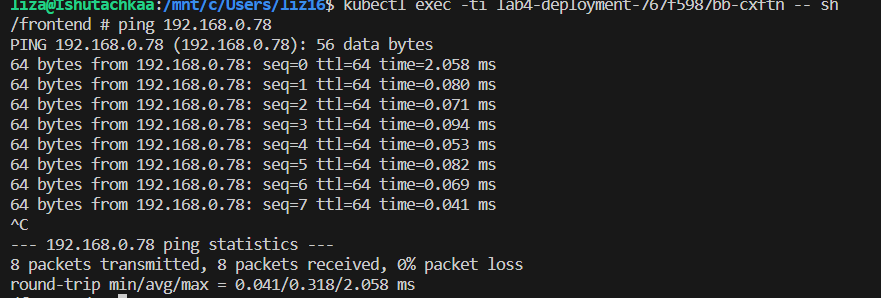 liza@Ishutachkaa:/mnt/c/Users/liz16$ kubectl exec -ti lab4-deployment-767f5987bb-cxftn -- sh
/frontend # ping 192.168.0.78
PING 192.168.0.78 (192.168.0.78): 56 data bytes
64 bytes from 192.168.0.78: seq=0 ttl=64 time=2.058 ms
64 bytes from 192.168.0.78: seq=1 ttl=64 time=0.080 ms
64 bytes from 192.168.0.78: seq=2 ttl=64 time=0.071 ms
64 bytes from 192.168.0.78: seq=3 ttl=64 time=0.094 ms
64 bytes from 192.168.0.78: seq=4 ttl=64 time=0.053 ms
64 bytes from 192.168.0.78: seq=5 ttl=64 time=0.082 ms
64 bytes from 192.168.0.78: seq=6 ttl=64 time=0.069 ms
64 bytes from 192.168.0.78: seq=7 ttl=64 time=0.041 ms
^C
--- 192.168.0.78 ping statistics ---
8 packets transmitted, 8 packets received, 0% packet loss
round-trip min/avg/max = 0.041/0.318/2.058 ms